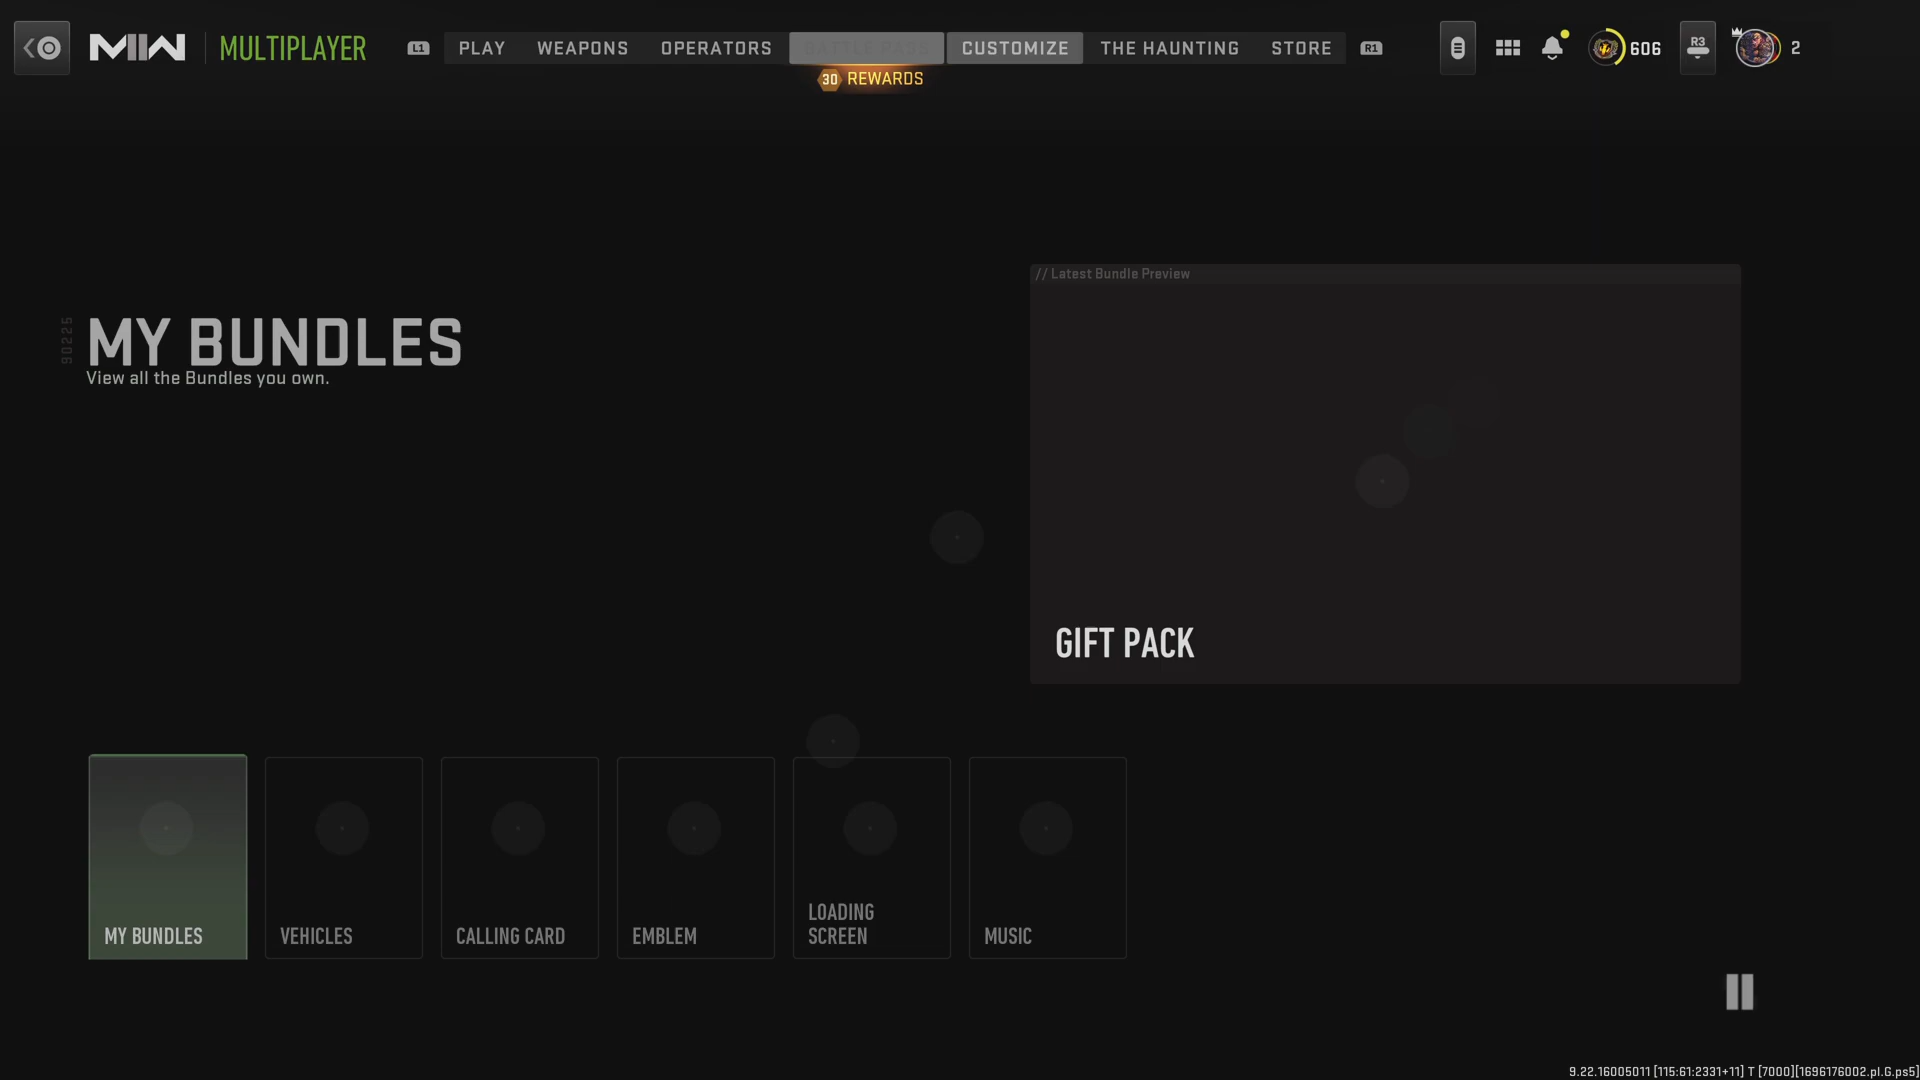 MW MULTIPLAYER L1 PLAY WEAPONS OPERATORS CUSTOMIZE THE HAUNTING STORE R1 606 R3 2
30 REWARDS
// Latest Bundle Preview
90225
MY BUNDLES
View all the Bundles you own.
GIFT PACK
MY BUNDLES
VEHICLES
CALLING CARD
EMBLEM
LOADING
SCREEN
MUSIC
9.22.16005011 [115:61:2331+11] T [7000][1696176002.pl.G.ps5]